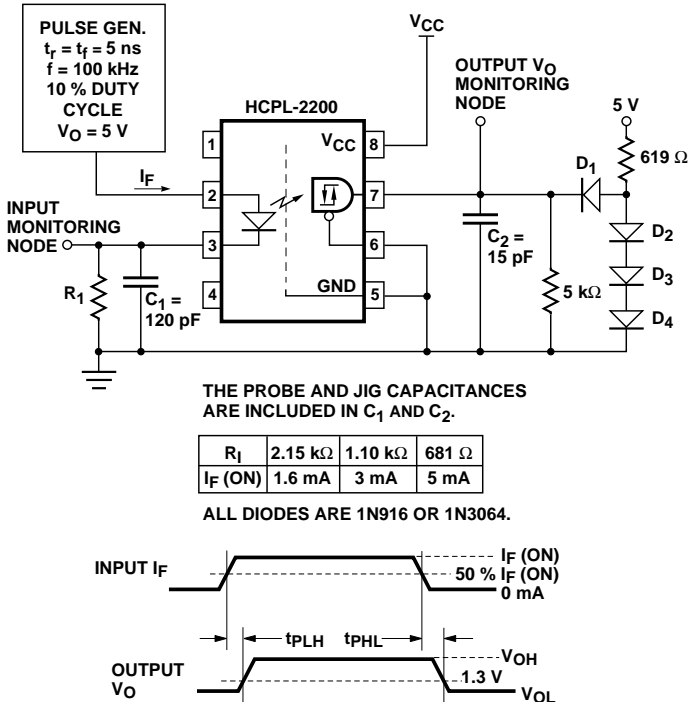 PULSE GEN.
tr = tf = 5 ns
f = 100 kHz
10 % DUTY
CYCLE
VO = 5 V
VCC
OUTPUT VO
MONITORING
NODE
5 V
619 Ω
HCPL-2200
1
VCC
8
D1
IF
2
7
D2
INPUT
MONITORING
NODE
3
6
C2 =
15 pF
D3
R1
C1 =
120 pF
4
GND
5
5 kΩ
D4
THE PROBE AND JIG CAPACITANCES
ARE INCLUDED IN C1 AND C2.
RI 2.15 kΩ 1.10 kΩ 681 Ω
IF (ON) 1.6 mA 3 mA 5 mA
ALL DIODES ARE 1N916 OR 1N3064.
INPUT IF
IF (ON)
50 % IF (ON)
0 mA
tPLH tPHL
OUTPUT
VO
VOH
1.3 V
VOL